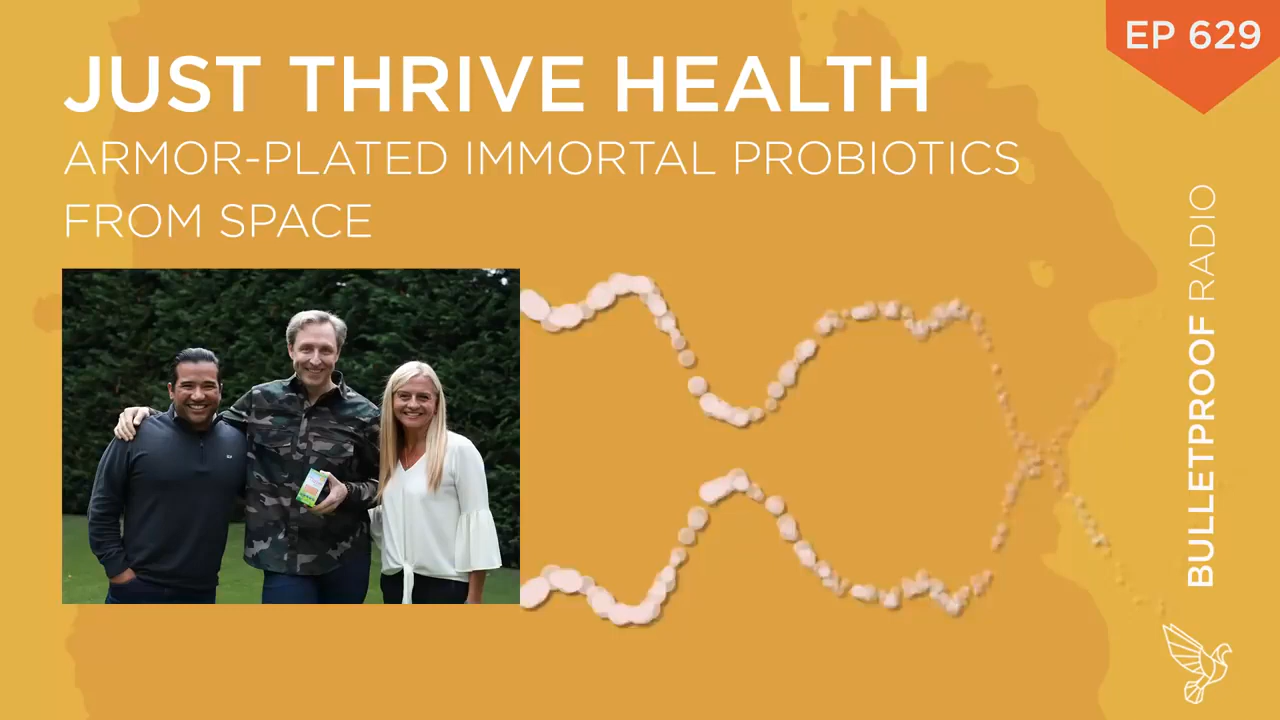 EP 629
JUST THRIVE HEALTH
ARMOR-PLATED IMMORTAL PROBIOTICS
FROM SPACE
BULLETPROOF RADIO